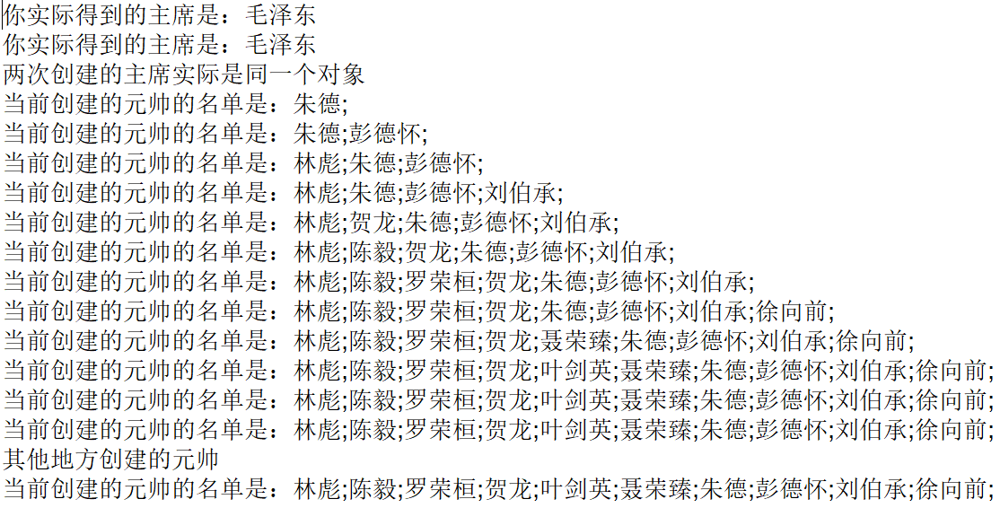 你实际得到的主席是：毛泽东
你实际得到的主席是：毛泽东
两次创建的主席实际是同一个对象
当前创建的元帅的名单是：朱德;
当前创建的元帅的名单是：朱德;彭德怀;
当前创建的元帅的名单是：林彪;朱德;彭德怀;
当前创建的元帅的名单是：林彪;朱德;彭德怀;刘伯承;
当前创建的元帅的名单是：林彪;贺龙;朱德;彭德怀;刘伯承;
当前创建的元帅的名单是：林彪;陈毅;贺龙;朱德;彭德怀;刘伯承;
当前创建的元帅的名单是：林彪;陈毅;罗荣桓;贺龙;朱德;彭德怀;刘伯承;
当前创建的元帅的名单是：林彪;陈毅;罗荣桓;贺龙;朱德;彭德怀;刘伯承;徐向前;
当前创建的元帅的名单是：林彪;陈毅;罗荣桓;贺龙;聂荣臻;朱德;彭德怀;刘伯承;徐向前;
当前创建的元帅的名单是：林彪;陈毅;罗荣桓;贺龙;叶剑英;聂荣臻;朱德;彭德怀;刘伯承;徐向前;
当前创建的元帅的名单是：林彪;陈毅;罗荣桓;贺龙;叶剑英;聂荣臻;朱德;彭德怀;刘伯承;徐向前;
当前创建的元帅的名单是：林彪;陈毅;罗荣桓;贺龙;叶剑英;聂荣臻;朱德;彭德怀;刘伯承;徐向前;
其他地方创建的元帅
当前创建的元帅的名单是：林彪;陈毅;罗荣桓;贺龙;叶剑英;聂荣臻;朱德;彭德怀;刘伯承;徐向前;